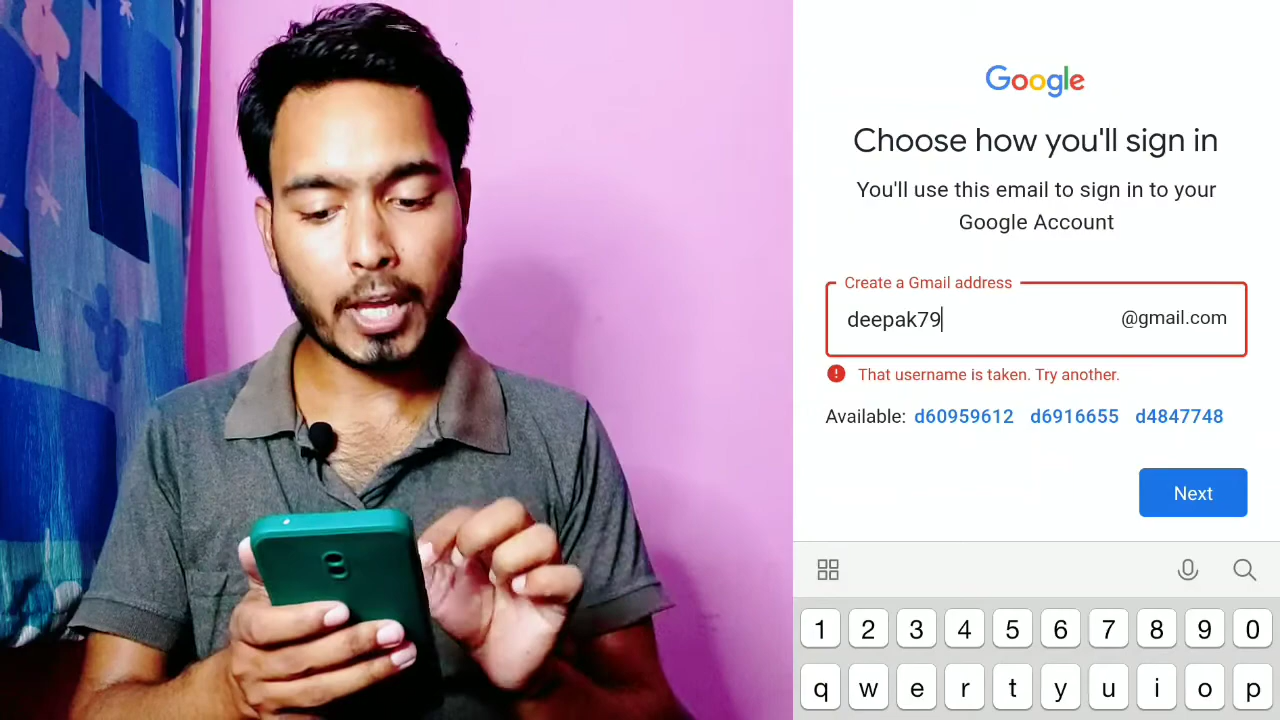 Google
Choose how you'll sign in
You'll use this email to sign in to your
Google Account
Create a Gmail address
deepak79 @gmail.com
That username is taken. Try another.
Available: d60959612 d6916655 d4847748
Next
1 2 3 4 5 6 7 8 9 0
q w e r t y u i o p